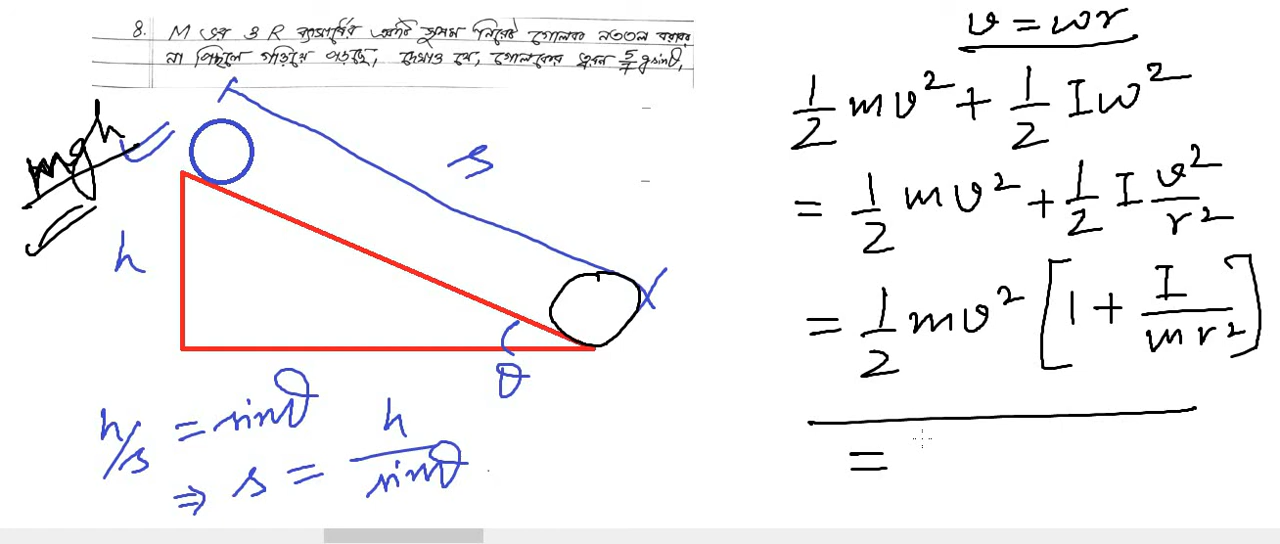 8. M ভর ও R ব্যাসার্ধের একটি সুষম নিরেট গোলক নততল বরাবর
না পিছলে গড়িয়ে পড়ছে, দেখাও যে, গোলকের ত্বরণ 5/7 g sinθ,
v = ωr
1/2 mv² + 1/2 Iω²
= 1/2 mv² + 1/2 I v²/r²
= 1/2 mv² [1 + I/mr²]
=
mgh
s
h
θ
h/s = sinθ
⇒ s = h/sinθ